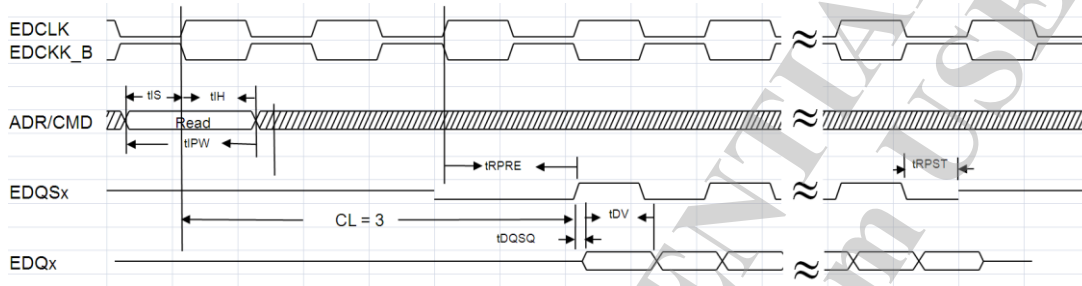 EDCLK
EDCKK_B
tIS tIH
ADR/CMD Read
tIPW
tRPRE tRPST
EDQSx
CL = 3 tDV
tDQSQ
EDQx
≈ ≈ ≈ ≈